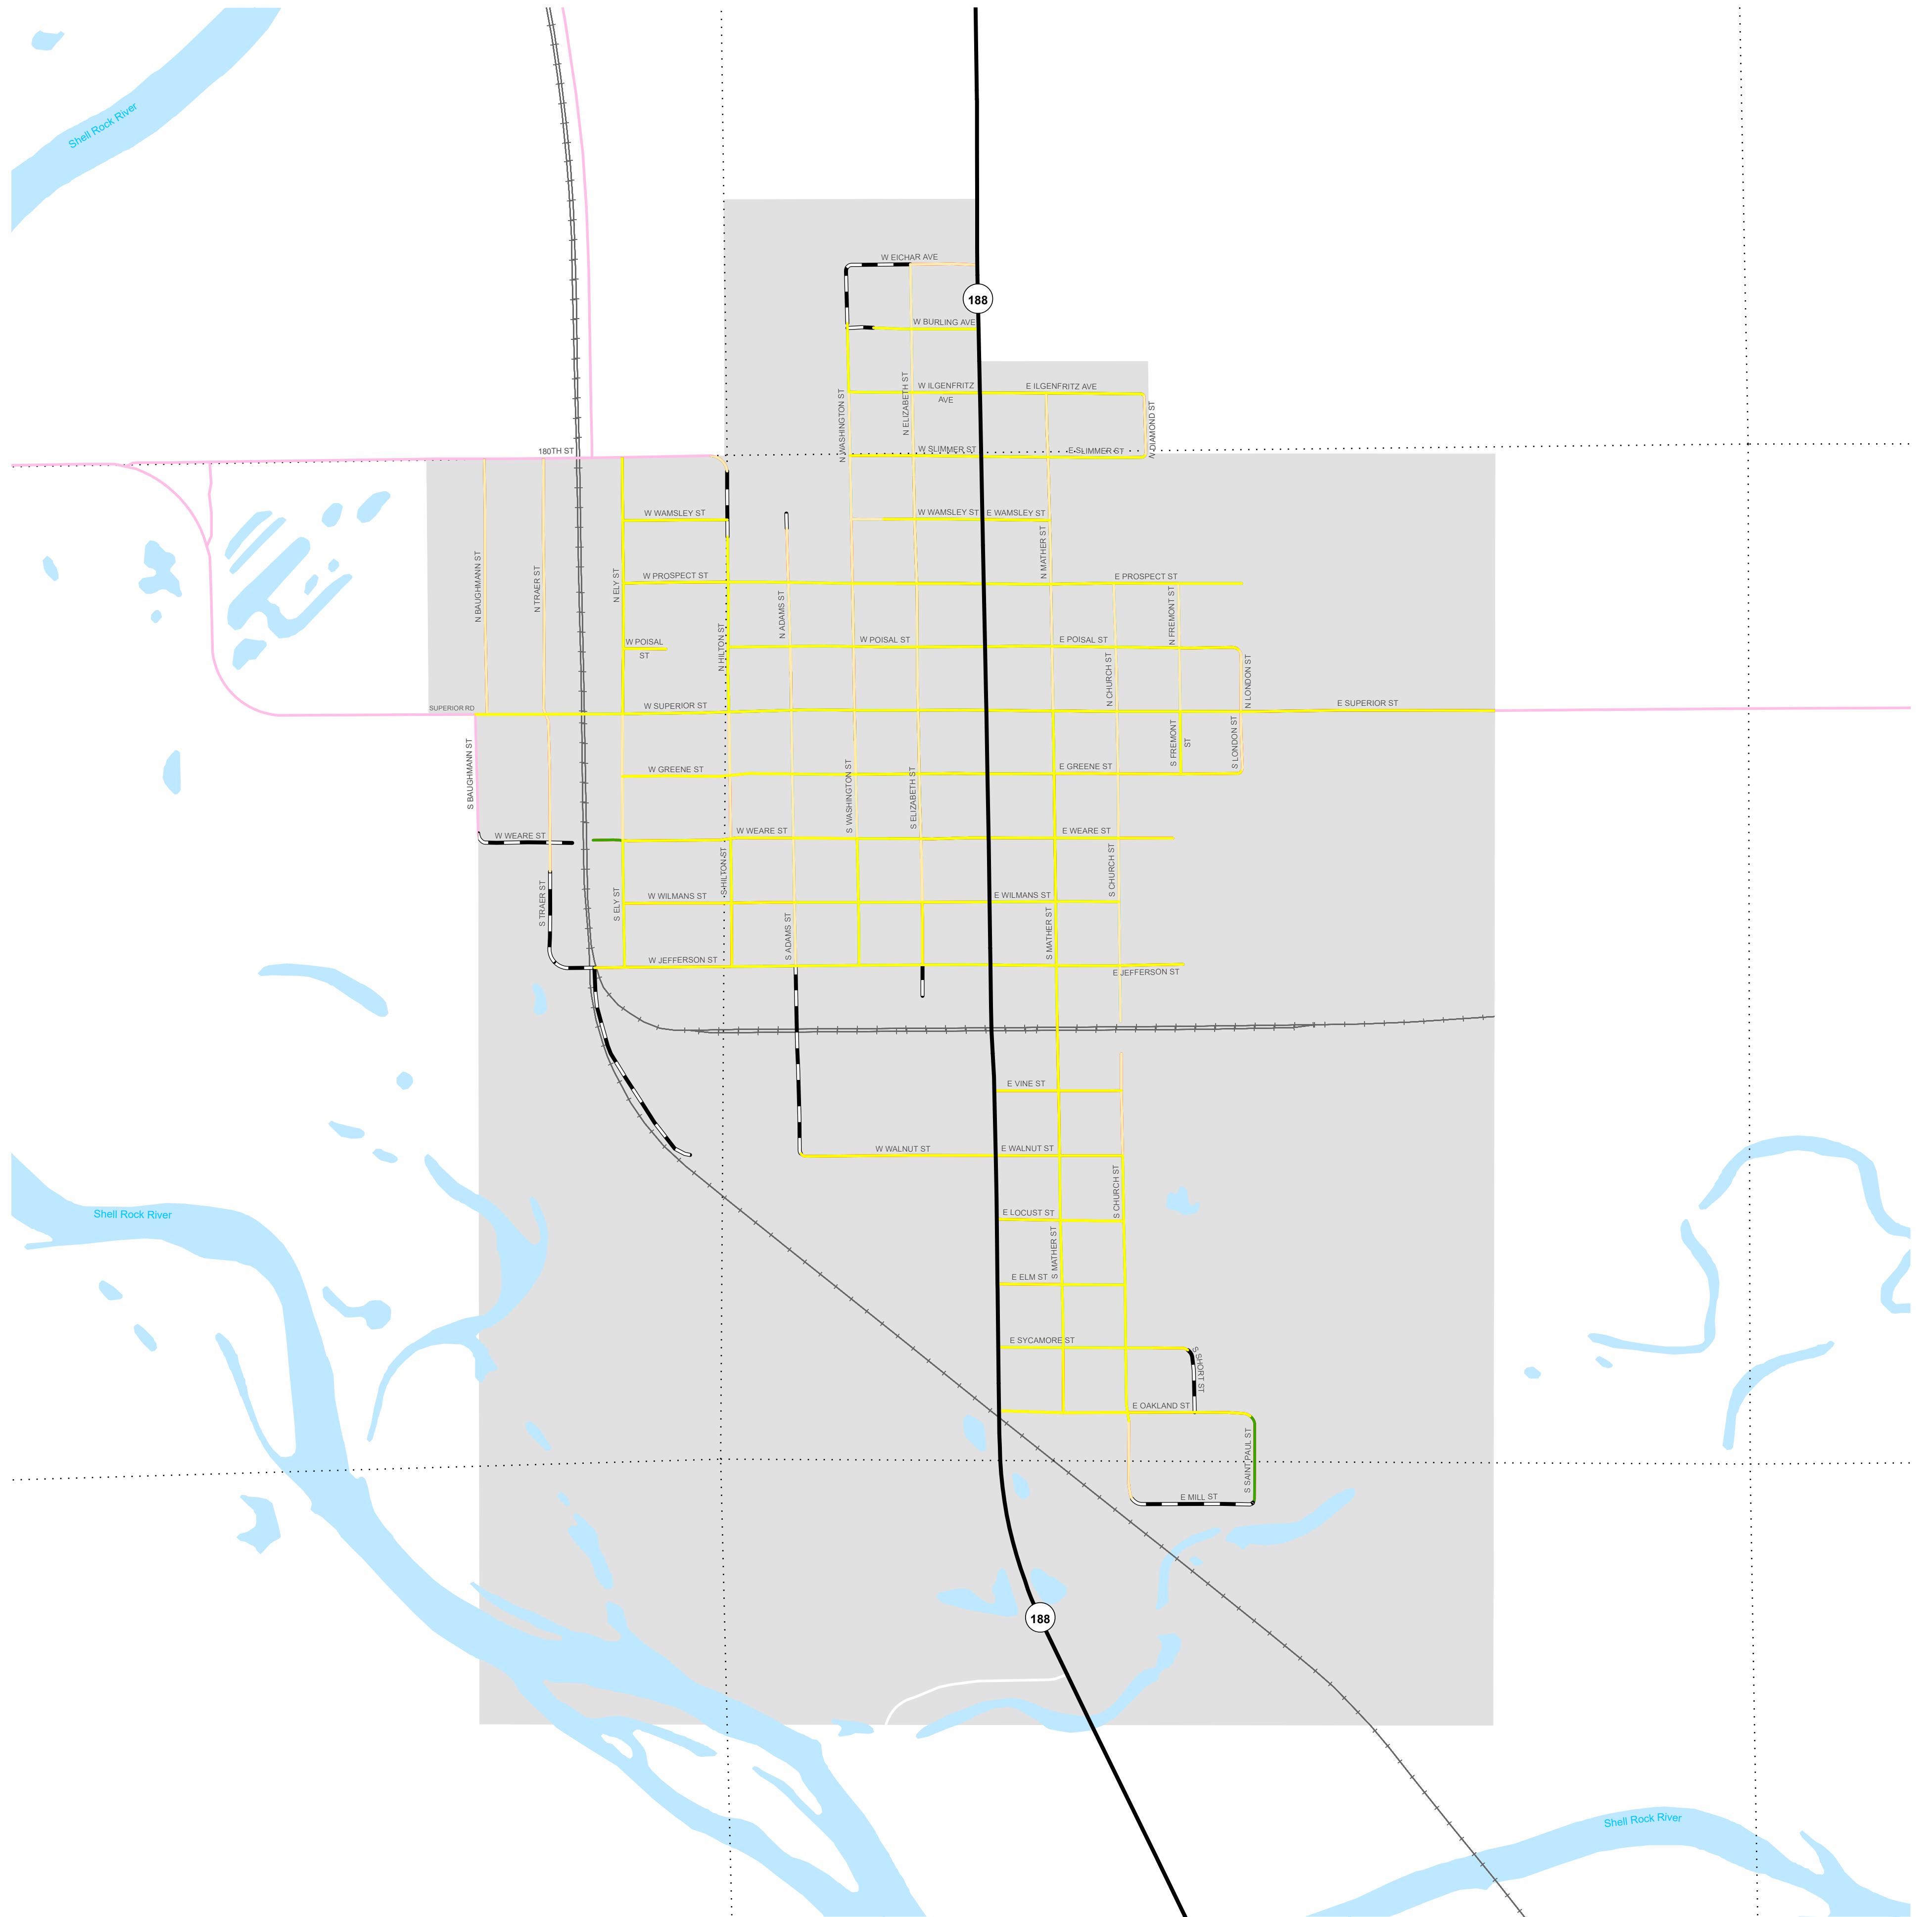 Shell Rock River
W EICHAR AVE
188
W BURLING AVE
N ELIZABETH ST
W ILGENFRITZ
AVE
E ILGENFRITZ AVE
N WASHINGTON ST
N DIAMOND ST
180TH ST
W SLIMMER ST
E SLIMMER ST
W WAMSLEY ST
W WAMSLEY ST
E WAMSLEY ST
N MATHER ST
N BAUGHMANN ST
N TRAER ST
N ELY ST
W PROSPECT ST
E PROSPECT ST
N ADAMS ST
N HILTON ST
N FREMONT ST
W POISAL
ST
W POISAL ST
E POISAL ST
N CHURCH ST
N LONDON ST
SUPERIOR RD
W SUPERIOR ST
E SUPERIOR ST
S BAUGHMANN ST
S FREMONT
ST
S LONDON ST
W GREENE ST
E GREENE ST
S WASHINGTON ST
S ELIZABETH ST
W WEARE ST
W WEARE ST
E WEARE ST
S HILTON ST
S CHURCH ST
S TRAER ST
S ELY ST
W WILMANS ST
E WILMANS ST
S ADAMS ST
S MATHER ST
W JEFFERSON ST
E JEFFERSON ST
E VINE ST
W WALNUT ST
E WALNUT ST
S CHURCH ST
Shell Rock River
E LOCUST ST
S MATHER ST
E ELM ST
E SYCAMORE ST
S SHORT ST
E OAKLAND ST
S SAINT PAUL ST
E MILL ST
188
Shell Rock River